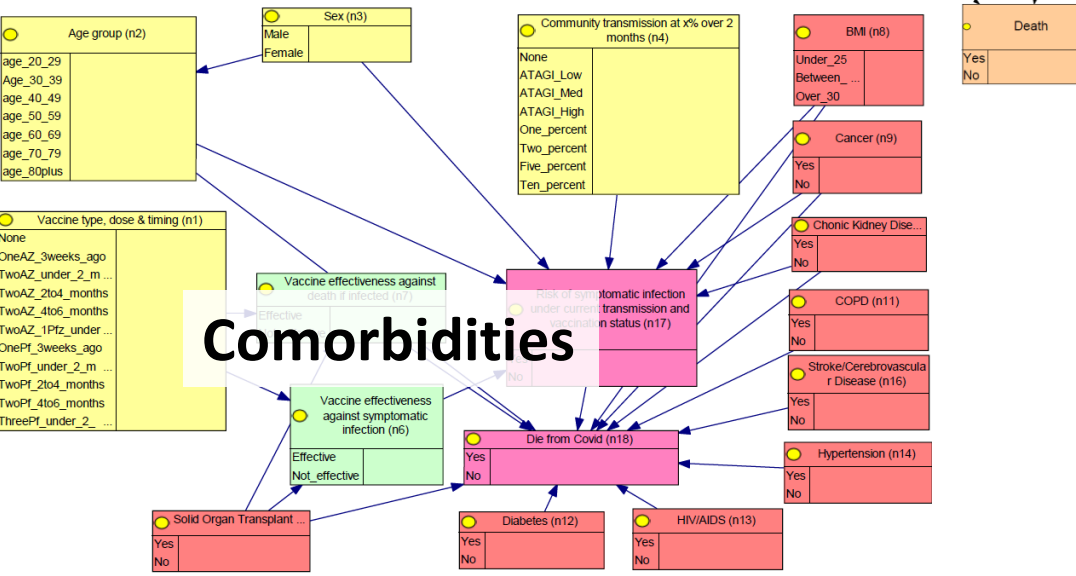 Age group (n2)
age_20_29
Age_30_39
age_40_49
age_50_59
age_60_69
age_70_79
age_80plus
Sex (n3)
Male
Female
Community transmission at x% over 2
months (n4)
None
ATAGI_Low
ATAGI_Med
ATAGI_High
One_percent
Two_percent
Five_percent
Ten_percent
BMI (n8)
Under_25
Between_ ...
Over_30
Death
Yes
No
Cancer (n9)
Yes
No
Vaccine type, dose & timing (n1)
None
OneAZ_3weeks_ago
TwoAZ_under_2_m ...
TwoAZ_2to4_months
TwoAZ_4to6_months
TwoAZ_1Pfz_under ...
OnePf_3weeks_ago
TwoPf_under_2_m ...
TwoPf_2to4_months
TwoPf_4to6_months
ThreePf_under_2_ ...
Chonic Kidney Dise...
Yes
No
Vaccine effectiveness against
death if infected (n7)
Effective
Risk of symptomatic infection
under current transmission and
vaccination status (n17)
No
Comorbidities
COPD (n11)
Yes
No
Stroke/Cerebrovascula
r Disease (n16)
Yes
No
Vaccine effectiveness
against symptomatic
infection (n6)
Effective
Not_effective
Die from Covid (n18)
Yes
No
Hypertension (n14)
Yes
No
Solid Organ Transplant ...
Yes
No
Diabetes (n12)
Yes
No
HIV/AIDS (n13)
Yes
No